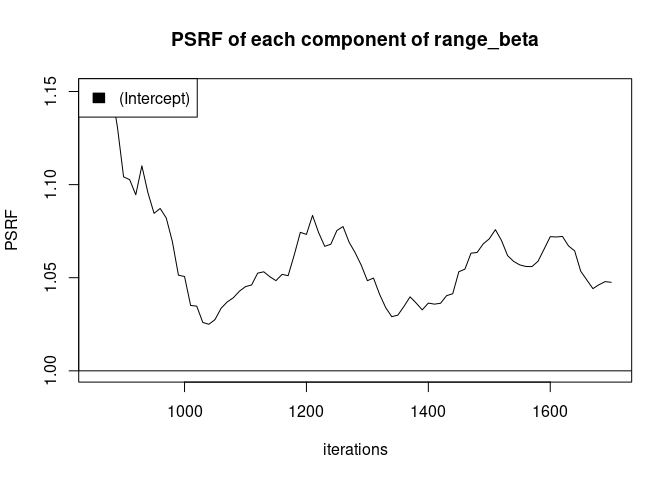 PSRF of each component of range_beta
(Intercept)
PSRF
1.15
1.10
1.05
1.00
1000
1200
1400
1600
iterations